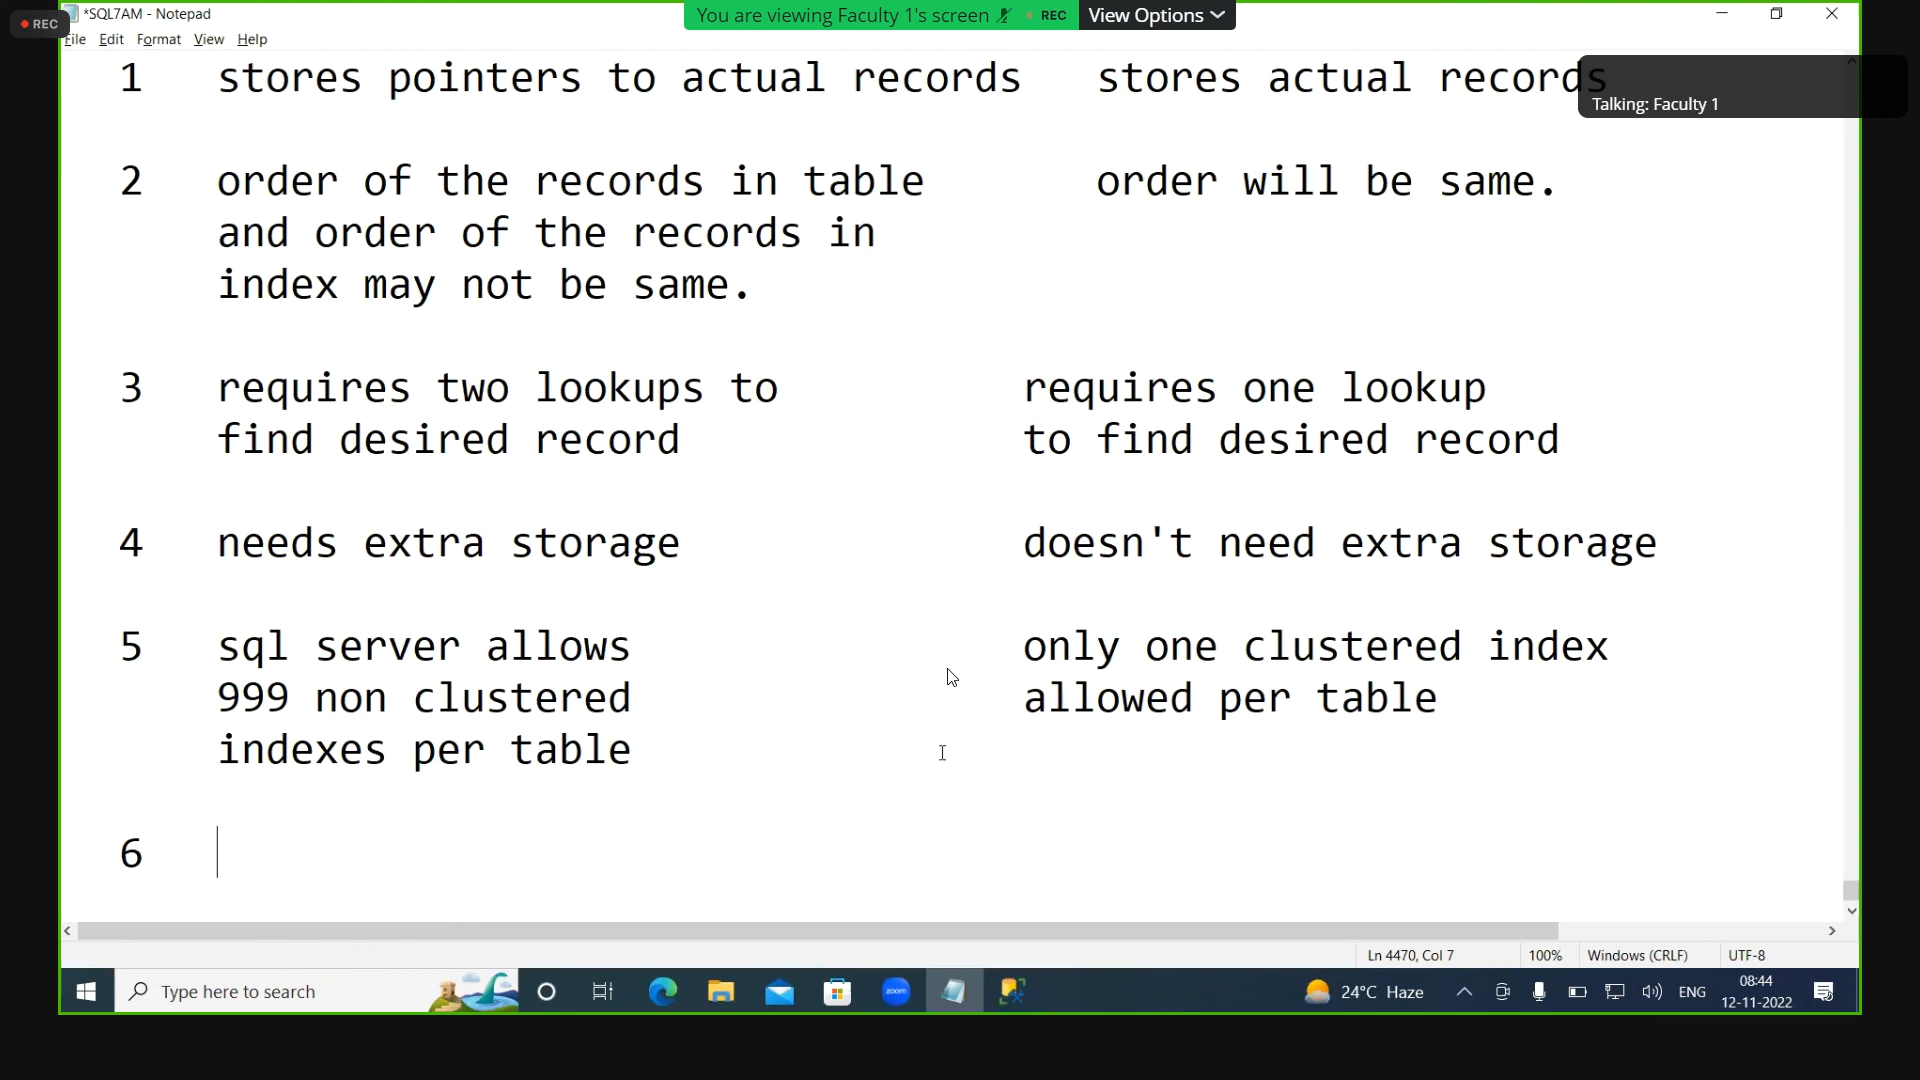 REC
*SQL7AM - Notepad
You are viewing Faculty 1's screen REC View Options
File Edit Format View Help
Talking: Faculty 1
1 stores pointers to actual records stores actual records
2 order of the records in table order will be same.
and order of the records in
index may not be same.
3 requires two lookups to requires one lookup
find desired record to find desired record
4 needs extra storage doesn't need extra storage
5 sql server allows only one clustered index
999 non clustered allowed per table
indexes per table
6
Ln 4470, Col 7 100% Windows (CRLF) UTF-8
Type here to search zoom 24°C Haze ENG 08:44
12-11-2022